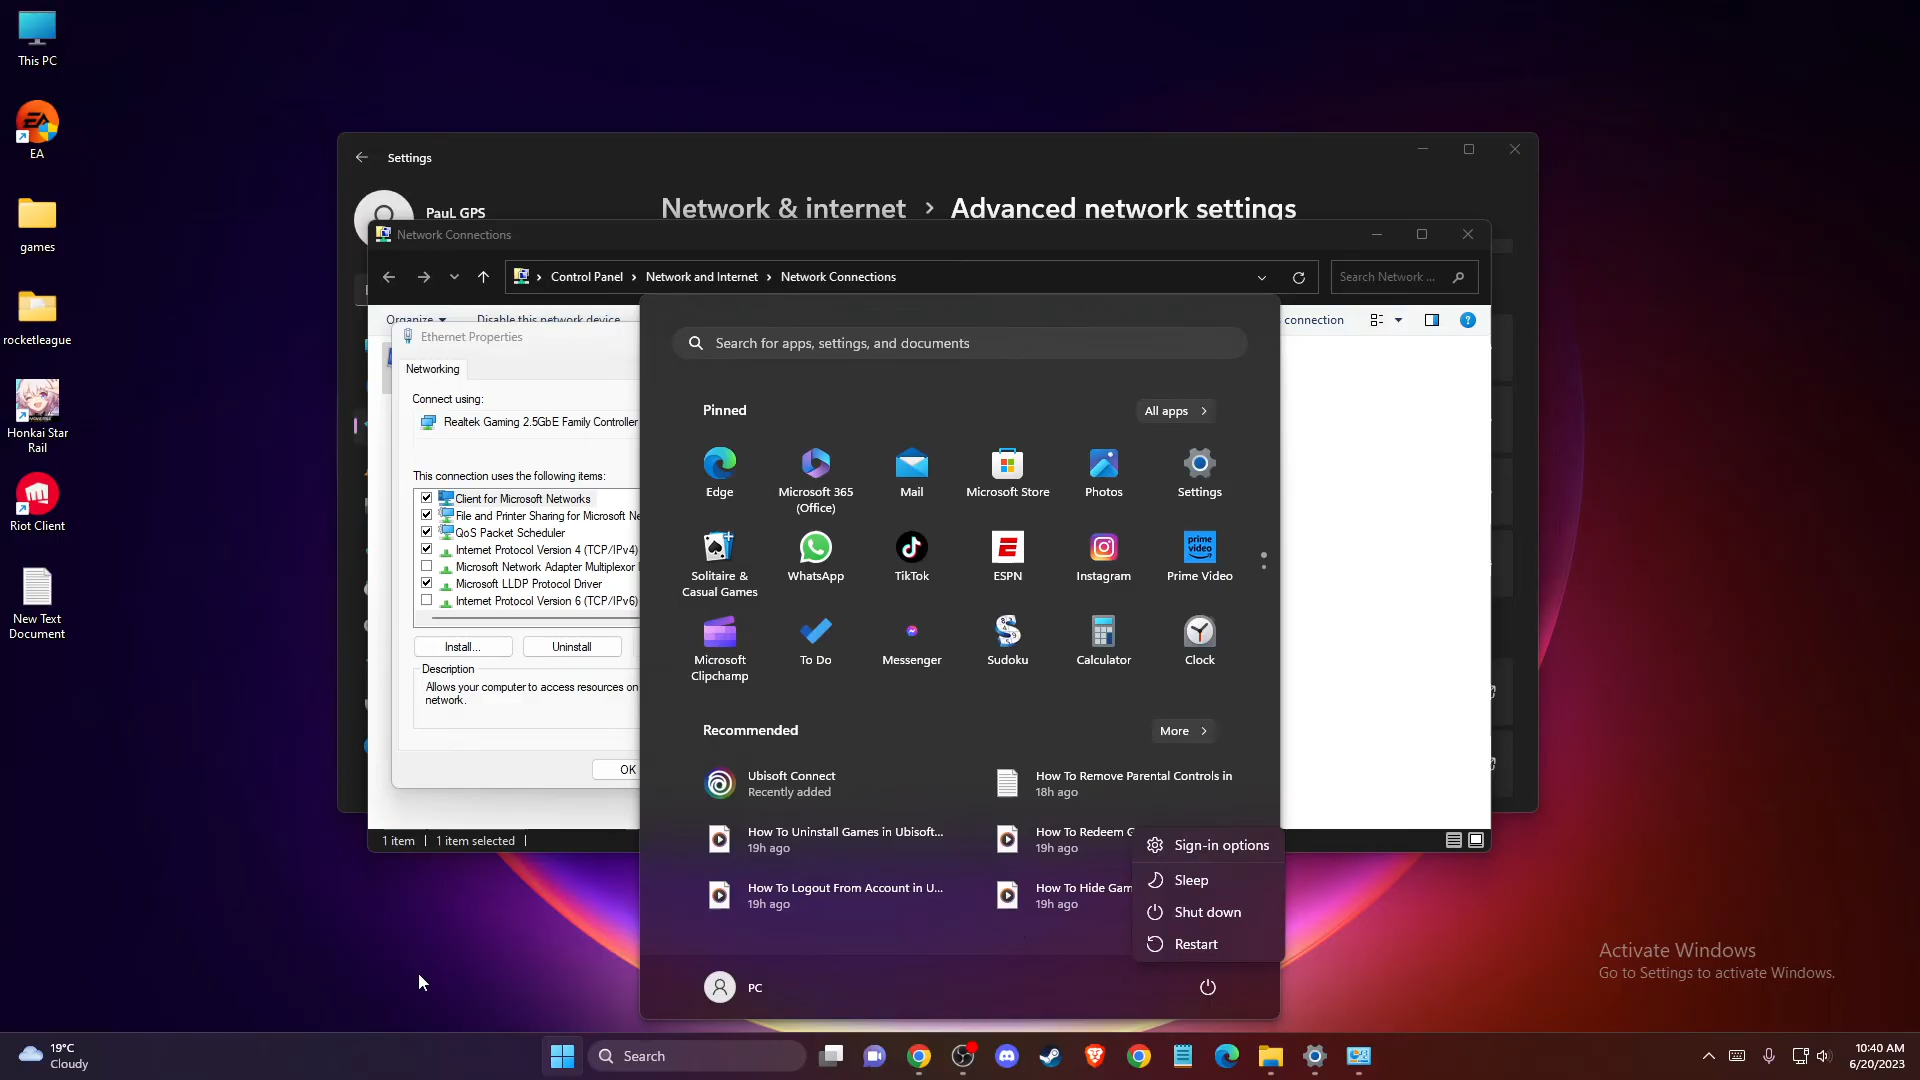 This PC
EA
games
rocketleague
Honkai Star
Rail
Riot Client
New Text
Document
Settings
PauL GPS
Network & internet › Advanced network settings
Network Connections
Control Panel › Network and Internet › Network Connections
Search Network ...
Organize
Disable this network device
connection
Ethernet Properties
Networking
Connect using:
Realtek Gaming 2.5GbE Family Controller
This connection uses the following items:
Client for Microsoft Networks
File and Printer Sharing for Microsoft Ne
QoS Packet Scheduler
Internet Protocol Version 4 (TCP/IPv4)
Microsoft Network Adapter Multiplexor
Microsoft LLDP Protocol Driver
Internet Protocol Version 6 (TCP/IPv6)
Install...
Uninstall
Description
Allows your computer to access resources on
network.
OK
1 item
1 item selected
Search for apps, settings, and documents
Pinned
All apps
Edge
Microsoft 365
(Office)
Mail
Microsoft Store
Photos
Settings
Solitaire &
Casual Games
WhatsApp
TikTok
ESPN
Instagram
prime
video
Prime Video
Microsoft
Clipchamp
To Do
Messenger
Sudoku
Calculator
Clock
Recommended
More
Ubisoft Connect
Recently added
How To Remove Parental Controls in
18h ago
How To Uninstall Games in Ubisoft...
19h ago
How To Redeem G
19h ago
How To Logout From Account in U...
19h ago
How To Hide Gam
19h ago
Sign-in options
Sleep
Shut down
Restart
PC
Activate Windows
Go to Settings to activate Windows.
19°C
Cloudy
Search
10:40 AM
6/20/2023